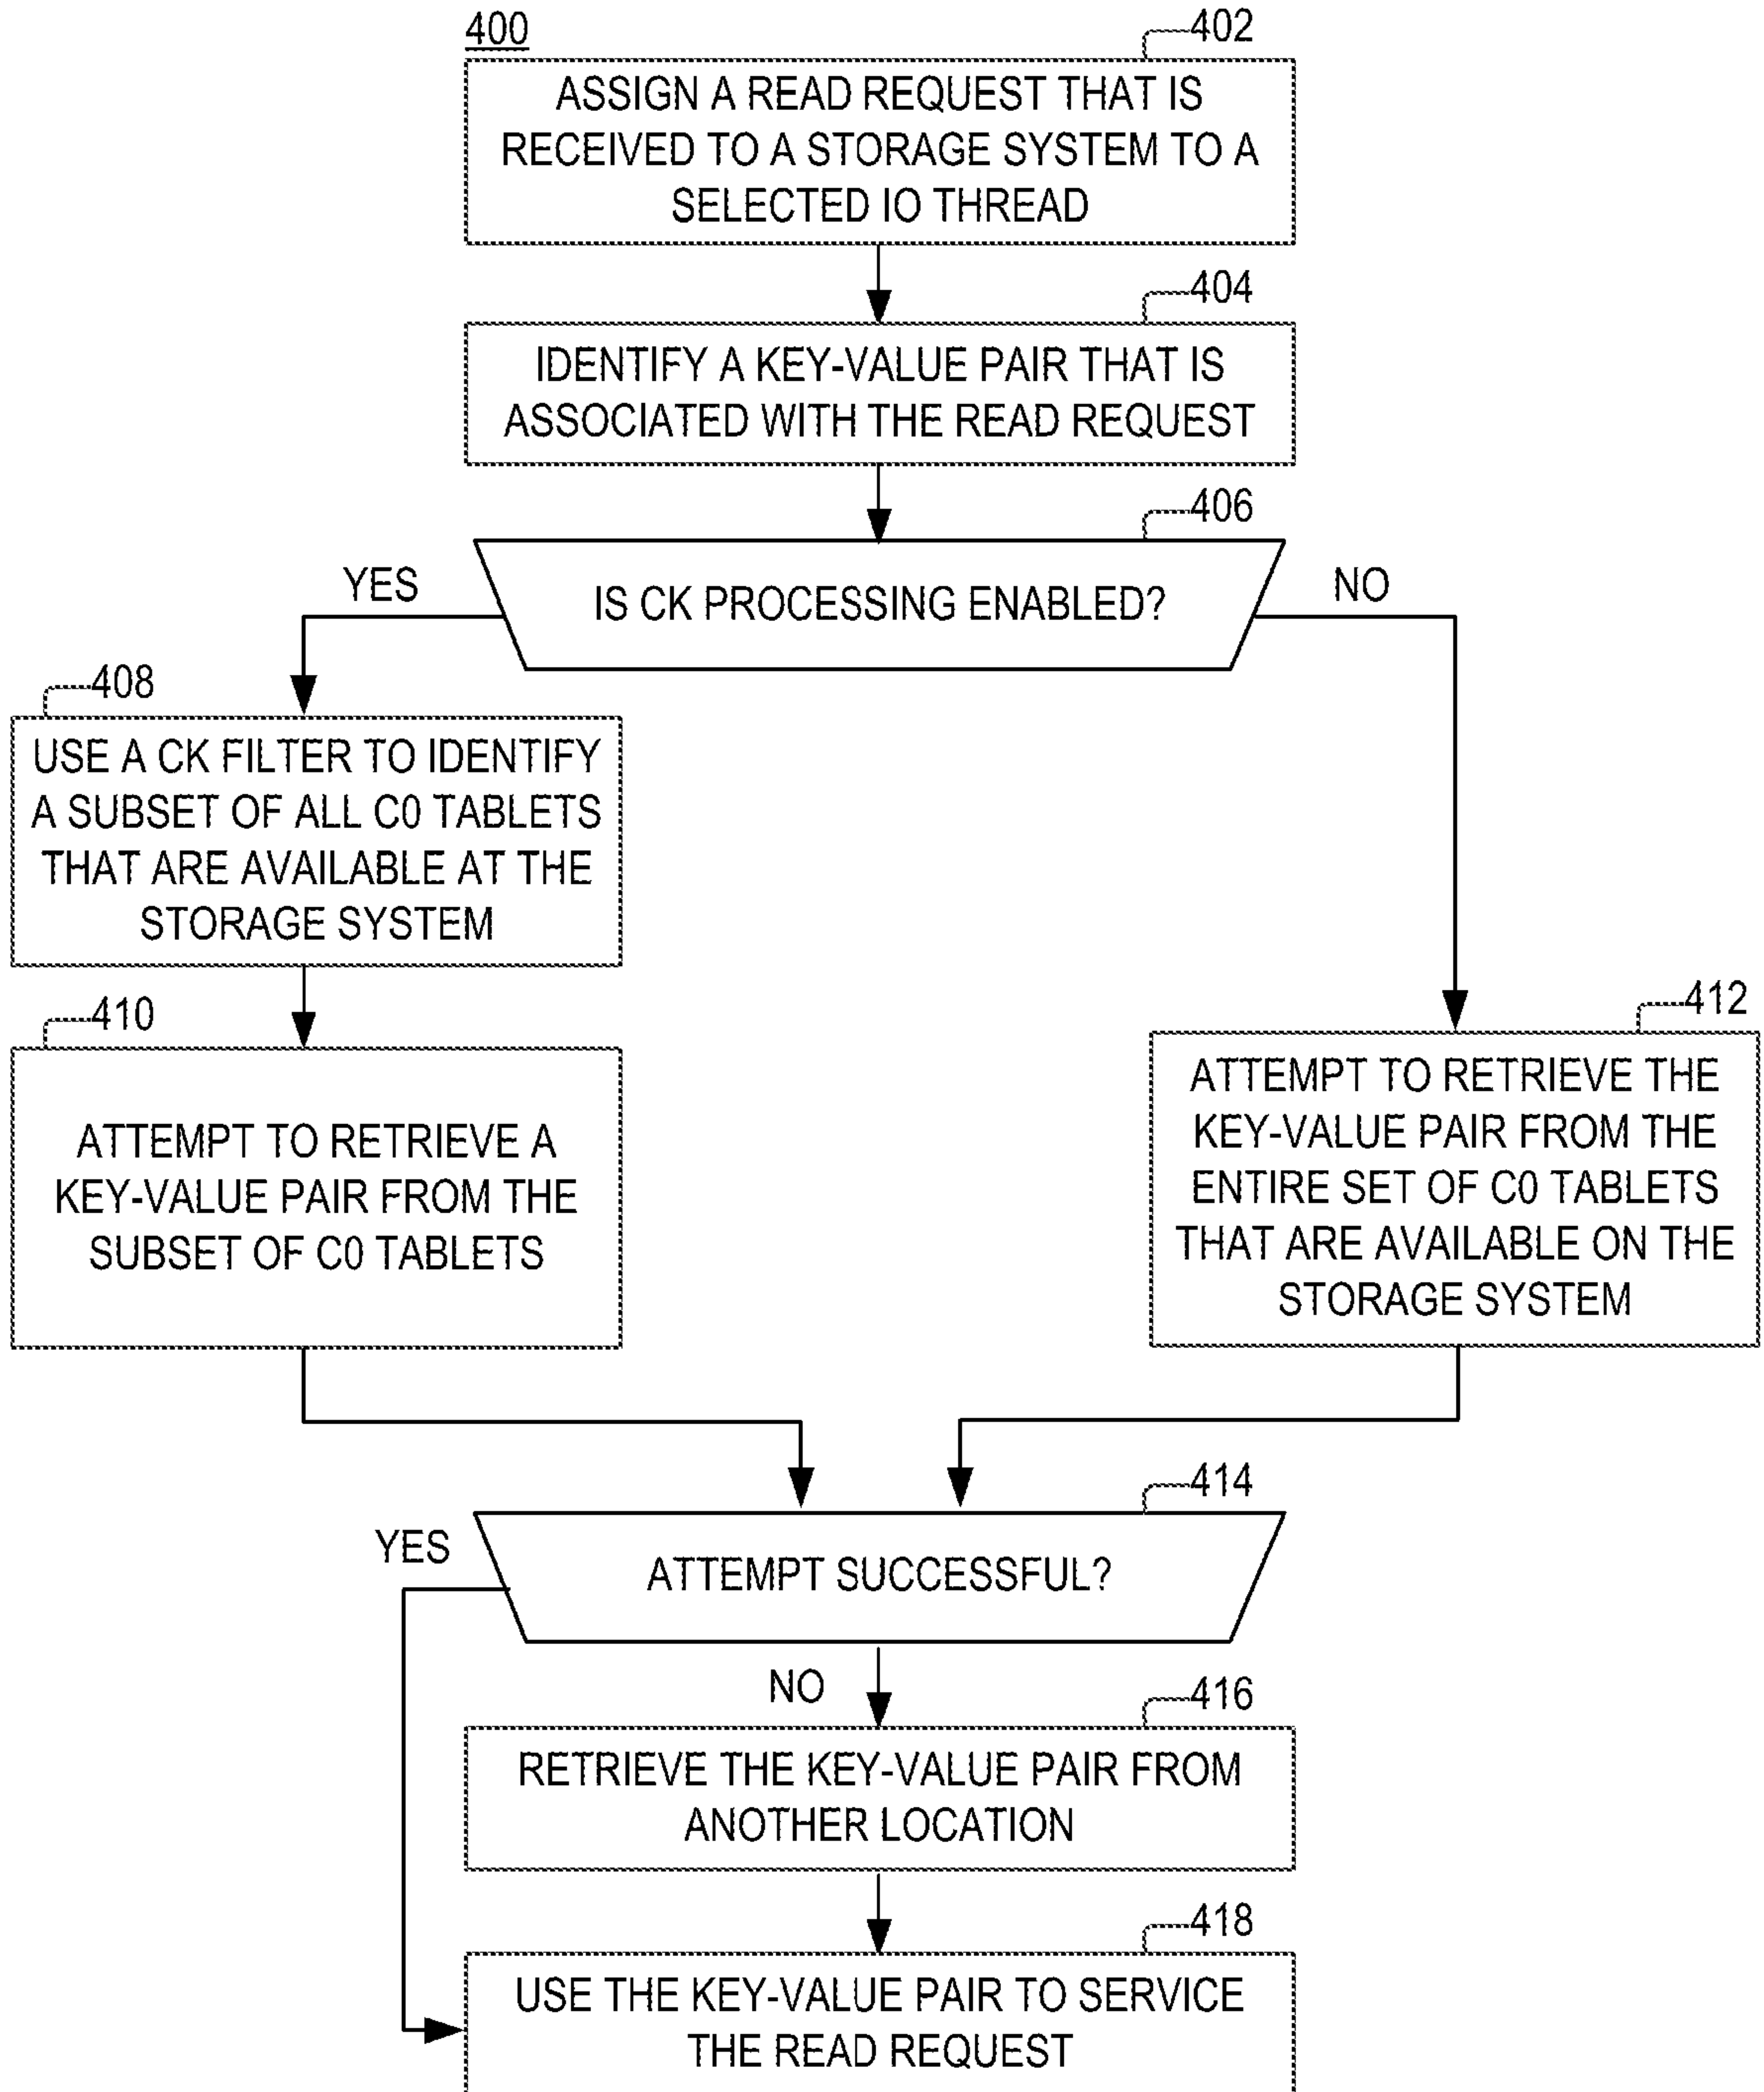 400
402
ASSIGN A READ REQUEST THAT IS
RECEIVED TO A STORAGE SYSTEM TO A
SELECTED IO THREAD
404
IDENTIFY A KEY-VALUE PAIR THAT IS
ASSOCIATED WITH THE READ REQUEST
406
YES
IS CK PROCESSING ENABLED?
NO
408
USE A CK FILTER TO IDENTIFY
A SUBSET OF ALL C0 TABLETS
THAT ARE AVAILABLE AT THE
STORAGE SYSTEM
410
ATTEMPT TO RETRIEVE A
KEY-VALUE PAIR FROM THE
SUBSET OF C0 TABLETS
412
ATTEMPT TO RETRIEVE THE
KEY-VALUE PAIR FROM THE
ENTIRE SET OF C0 TABLETS
THAT ARE AVAILABLE ON THE
STORAGE SYSTEM
414
YES
ATTEMPT SUCCESSFUL?
NO
416
RETRIEVE THE KEY-VALUE PAIR FROM
ANOTHER LOCATION
418
USE THE KEY-VALUE PAIR TO SERVICE
THE READ REQUEST